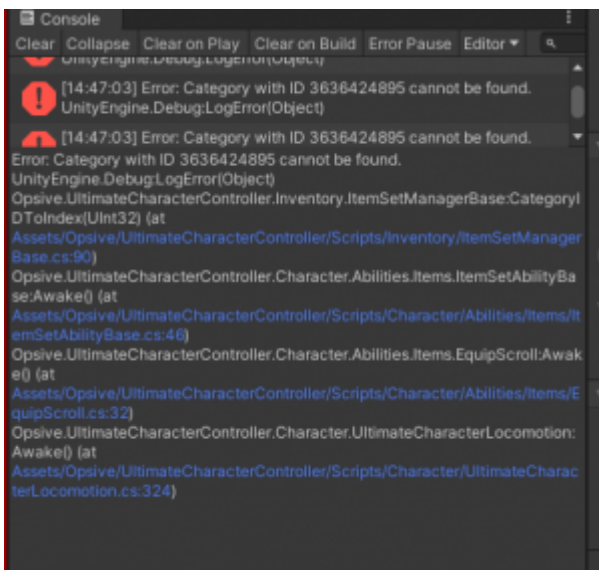 Console
Clear Collapse Clear on Play Clear on Build Error Pause Editor
UnityEngine.Debug:LogError(Object)
[14:47:03] Error: Category with ID 3636424895 cannot be found.
UnityEngine.Debug:LogError(Object)
[14:47:03] Error: Category with ID 3636424895 cannot be found.
Error: Category with ID 3636424895 cannot be found.
UnityEngine.Debug:LogError(Object)
Opsive.UltimateCharacterController.Inventory.ItemSetManagerBase:CategoryI
DToIndex(UInt32) (at
Assets/Opsive/UltimateCharacterController/Scripts/Inventory/ItemSetManager
Base.cs:90)
Opsive.UltimateCharacterController.Character.Abilities.Items.ItemSetAbilityBa
se:Awake() (at
Assets/Opsive/UltimateCharacterController/Scripts/Character/Abilities/Items/It
emSetAbilityBase.cs:46)
Opsive.UltimateCharacterController.Character.Abilities.Items.EquipScroll:Awak
e() (at
Assets/Opsive/UltimateCharacterController/Scripts/Character/Abilities/Items/E
quipScroll.cs:32)
Opsive.UltimateCharacterController.Character.UltimateCharacterLocomotion:
Awake() (at
Assets/Opsive/UltimateCharacterController/Scripts/Character/UltimateCharac
terLocomotion.cs:324)